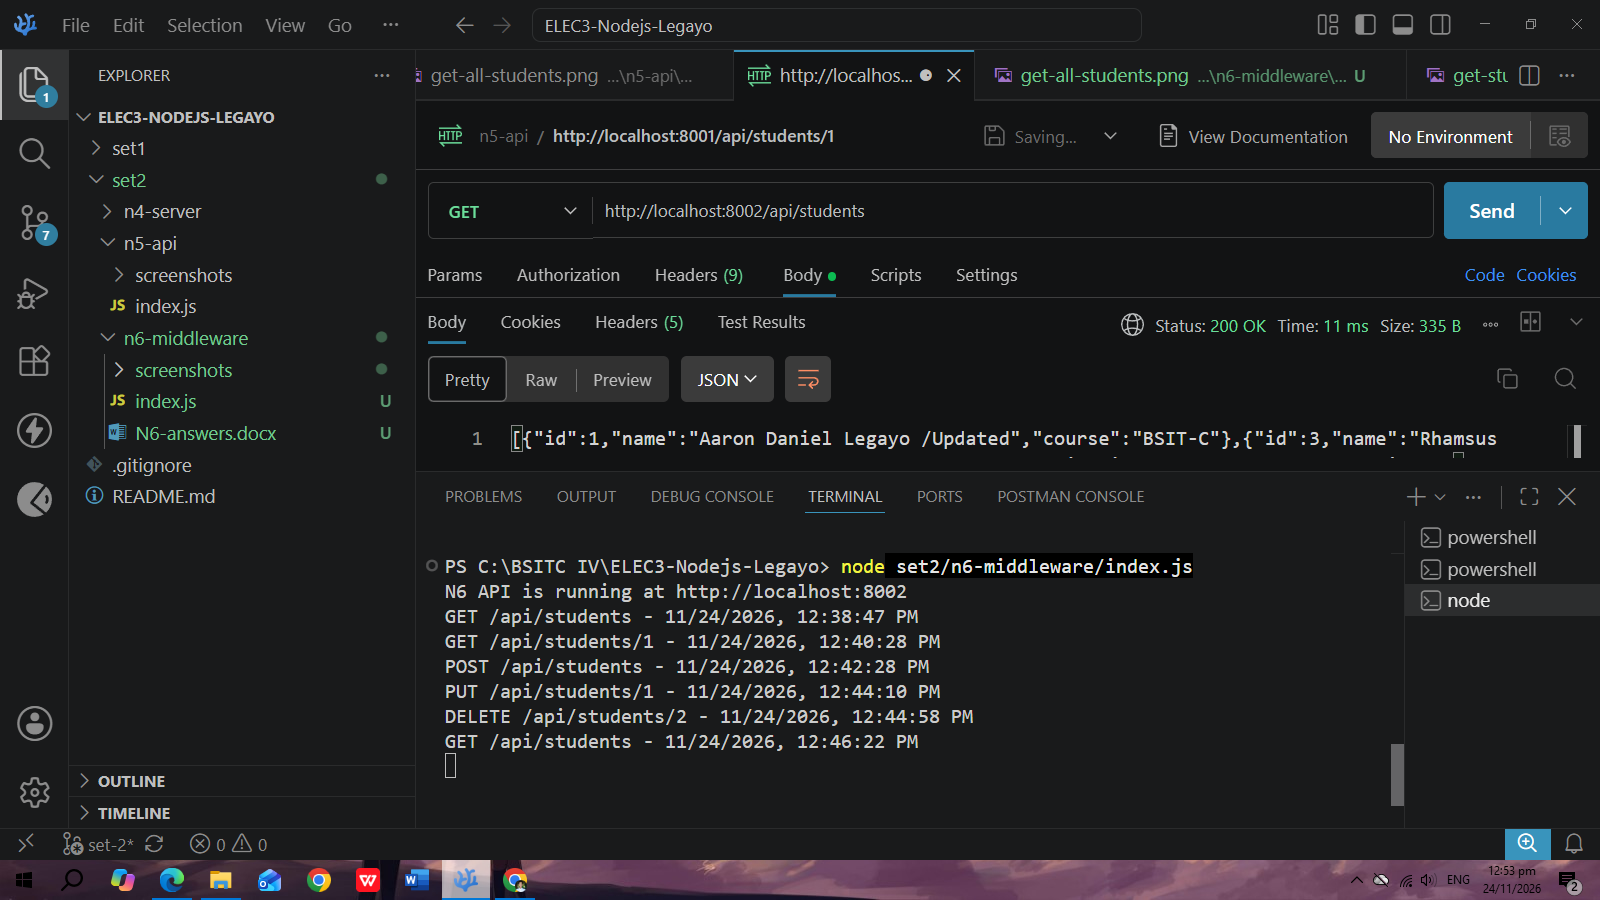 File Edit Selection View Go ··· ELEC3-Nodejs-Legayo
EXPLORER ···
get-all-students.png ...\n5-api\... HTTP http://localhos... get-all-students.png ...\n6-middleware\... U get-stu ···
1
ELEC3-NODEJS-LEGAYO
set1
set2
n4-server
n5-api
screenshots
JS index.js
n6-middleware
screenshots
JS index.js U
N6-answers.docx U
.gitignore
README.md
7
OUTLINE
TIMELINE
HTTP n5-api / http://localhost:8001/api/students/1 Saving... View Documentation No Environment
GET http://localhost:8002/api/students Send
Params Authorization Headers (9) Body Scripts Settings Code Cookies
Body Cookies Headers (5) Test Results Status: 200 OK Time: 11 ms Size: 335 B
Pretty Raw Preview JSON
1 [{"id":1,"name":"Aaron Daniel Legayo /Updated","course":"BSIT-C"},{"id":3,"name":"Rhamsus
PROBLEMS OUTPUT DEBUG CONSOLE TERMINAL PORTS POSTMAN CONSOLE
PS C:\BSITC IV\ELEC3-Nodejs-Legayo> node set2/n6-middleware/index.js
N6 API is running at http://localhost:8002
GET /api/students - 11/24/2026, 12:38:47 PM
GET /api/students/1 - 11/24/2026, 12:40:28 PM
POST /api/students - 11/24/2026, 12:42:28 PM
PUT /api/students/1 - 11/24/2026, 12:44:10 PM
DELETE /api/students/2 - 11/24/2026, 12:44:58 PM
GET /api/students - 11/24/2026, 12:46:22 PM
powershell
powershell
node
set-2* 0 0
ENG 12:53 pm
24/11/2026 2